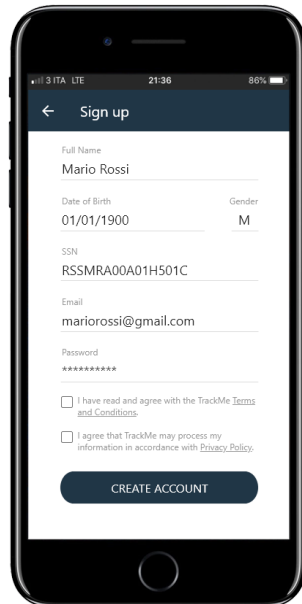 3 ITA LTE 21:36 86%
Sign up
Full Name
Mario Rossi
Date of Birth Gender
01/01/1900 M
SSN
RSSMRA00A01H501C
Email
mariorossi@gmail.com
Password
**********
I have read and agree with the TrackMe Terms
and Conditions.
I agree that TrackMe may process my
information in accordance with Privacy Policy.
CREATE ACCOUNT